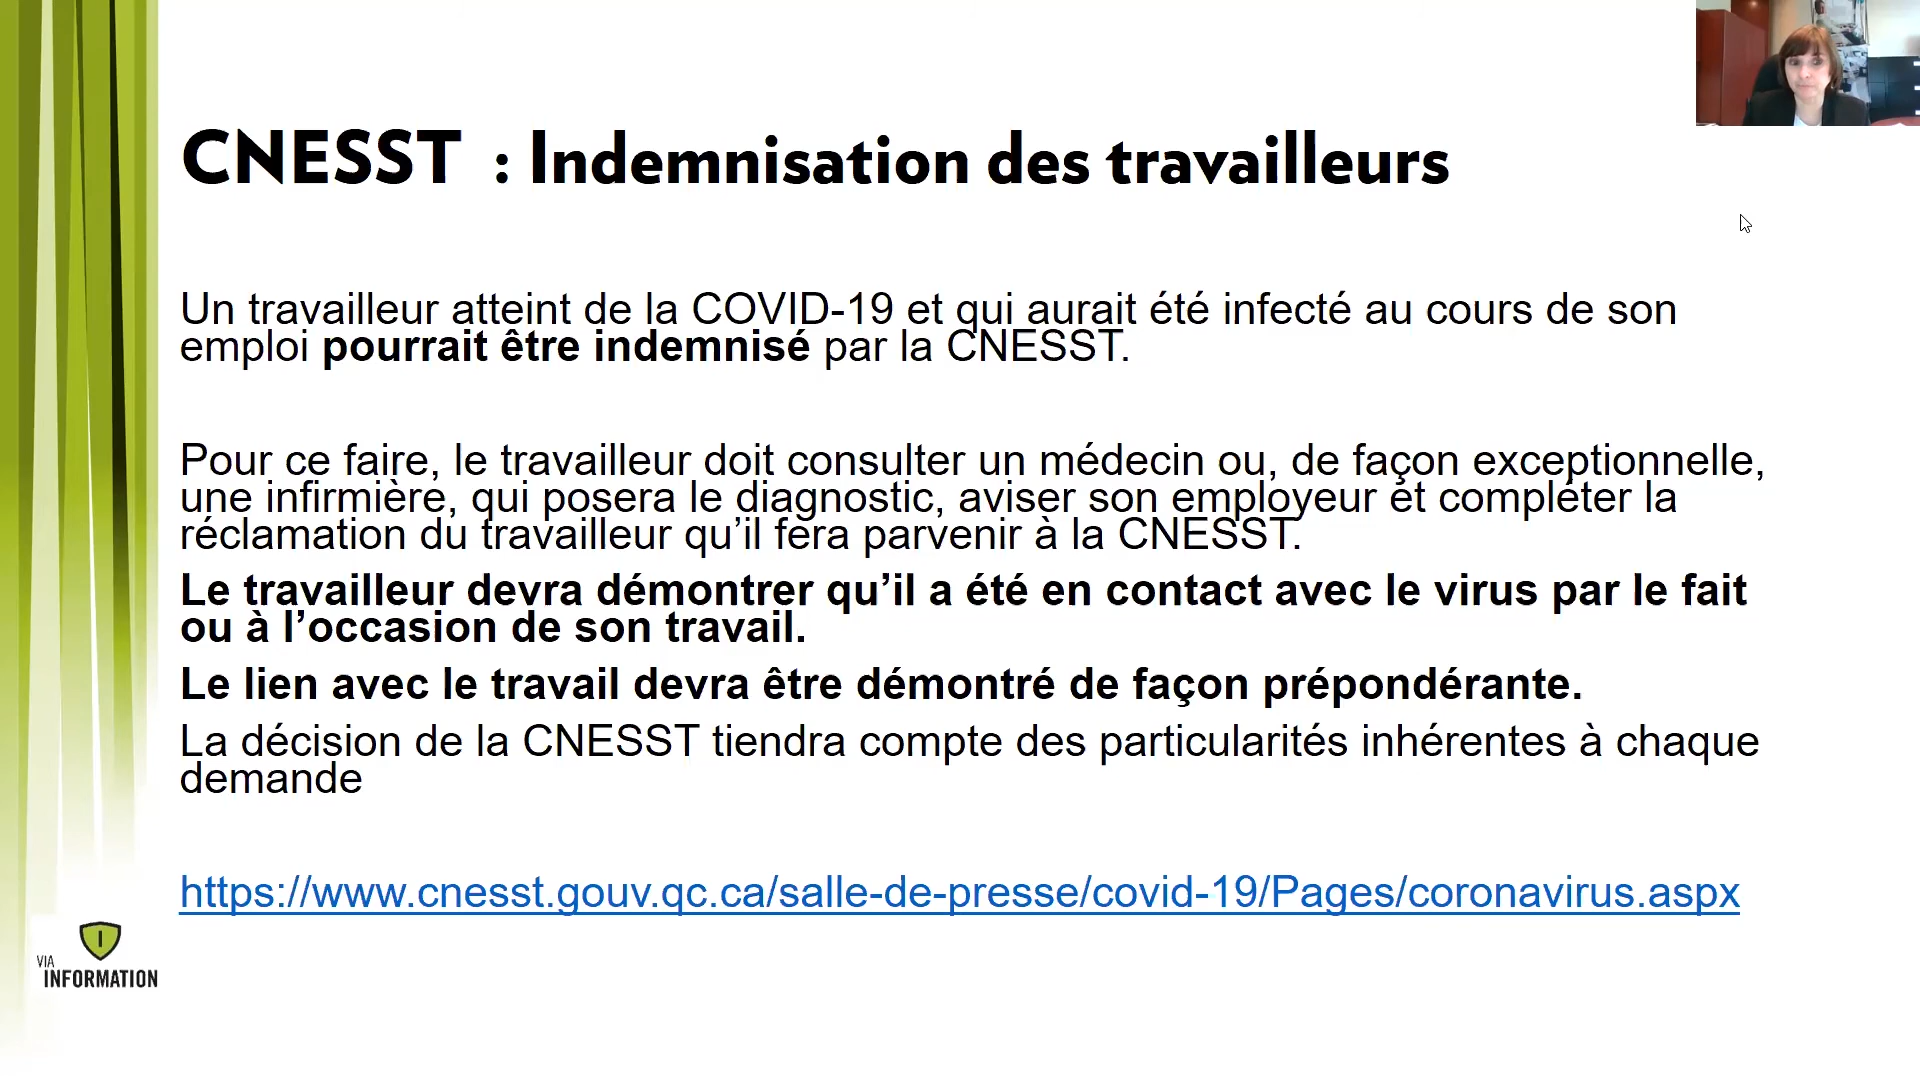 CNESST : Indemnisation des travailleurs
Un travailleur atteint de la COVID-19 et qui aurait été infecté au cours de son
emploi pourrait être indemnisé par la CNESST.
Pour ce faire, le travailleur doit consulter un médecin ou, de façon exceptionnelle,
une infirmière, qui posera le diagnostic, aviser son employeur et compléter la
réclamation du travailleur qu’il fera parvenir à la CNESST.
Le travailleur devra démontrer qu’il a été en contact avec le virus par le fait
ou à l’occasion de son travail.
Le lien avec le travail devra être démontré de façon prépondérante.
La décision de la CNESST tiendra compte des particularités inhérentes à chaque
demande
https://www.cnesst.gouv.qc.ca/salle-de-presse/covid-19/Pages/coronavirus.aspx
I
VIA
INFORMATION